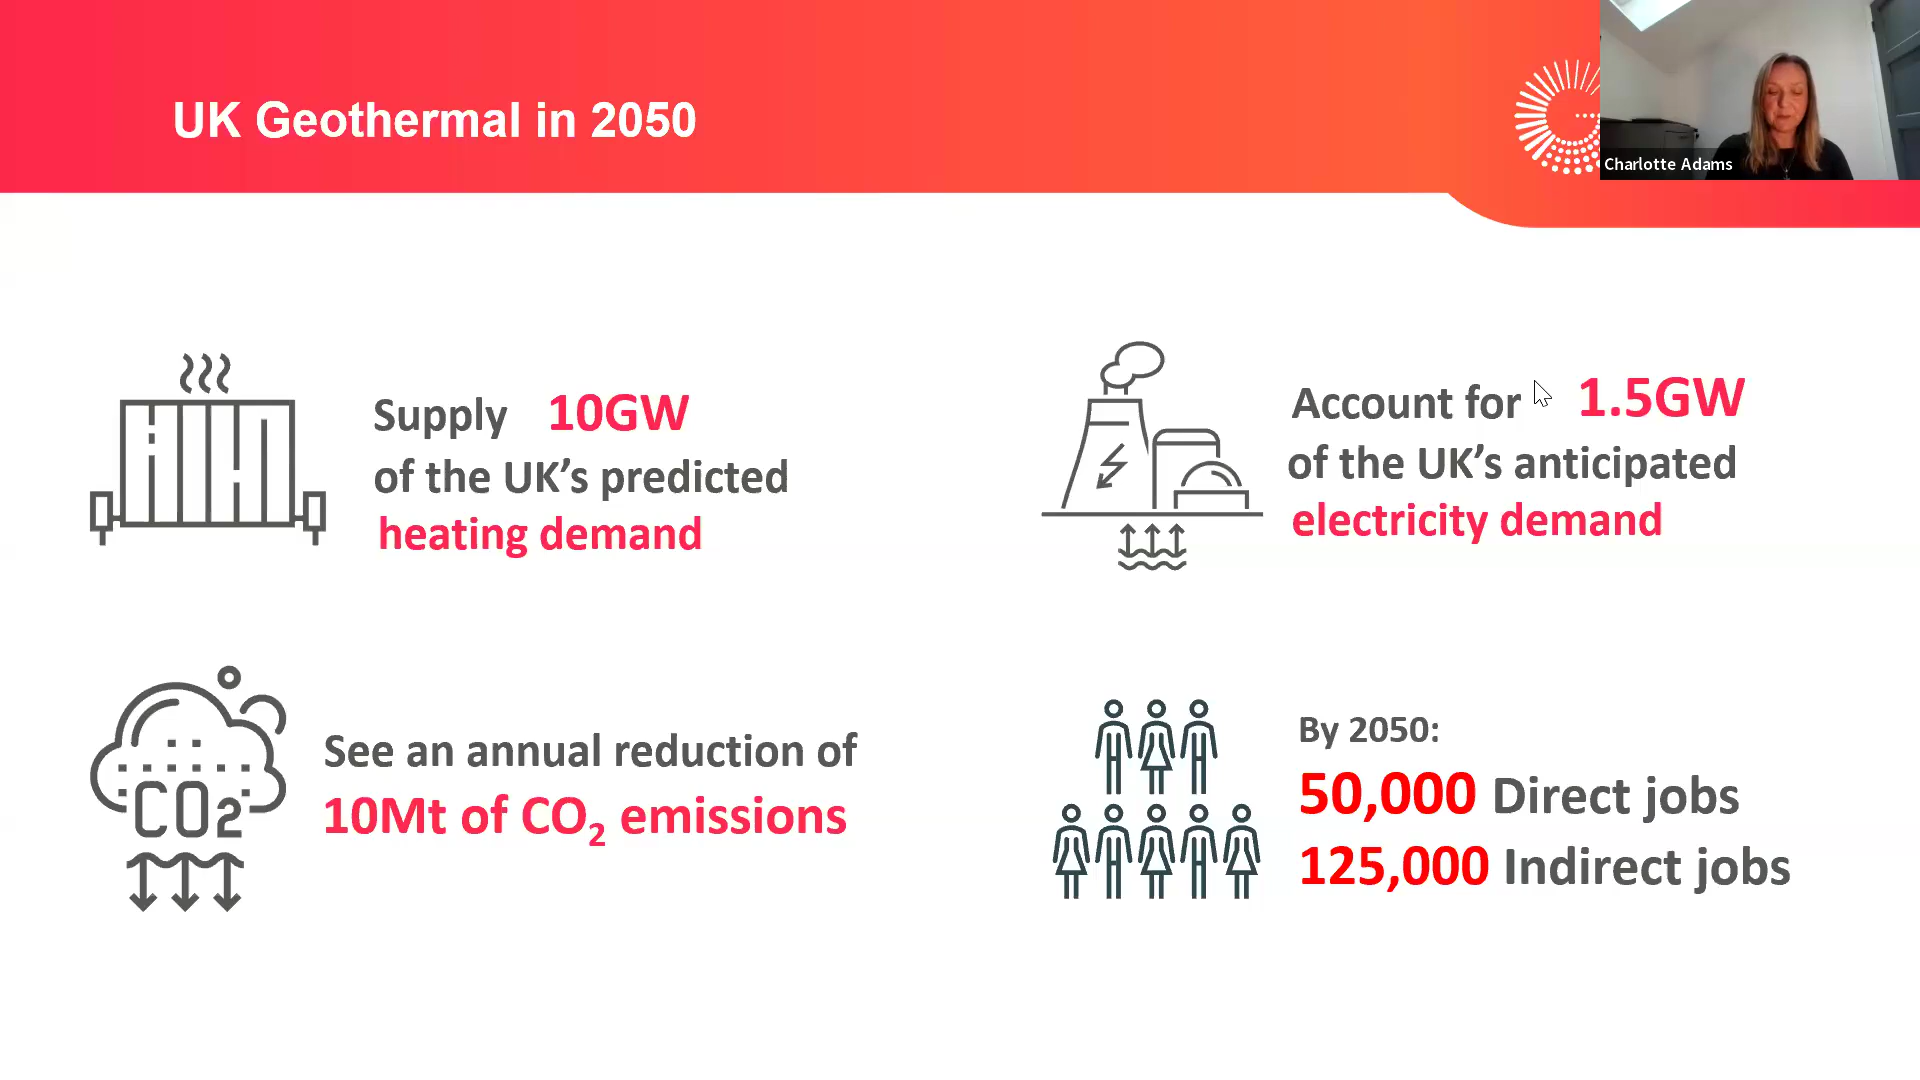 UK Geothermal in 2050
Charlotte Adams
Supply 10GW
of the UK’s predicted
heating demand
Account for 1.5GW
of the UK’s anticipated
electricity demand
CO2
See an annual reduction of
10Mt of CO₂ emissions
By 2050:
50,000 Direct jobs
125,000 Indirect jobs